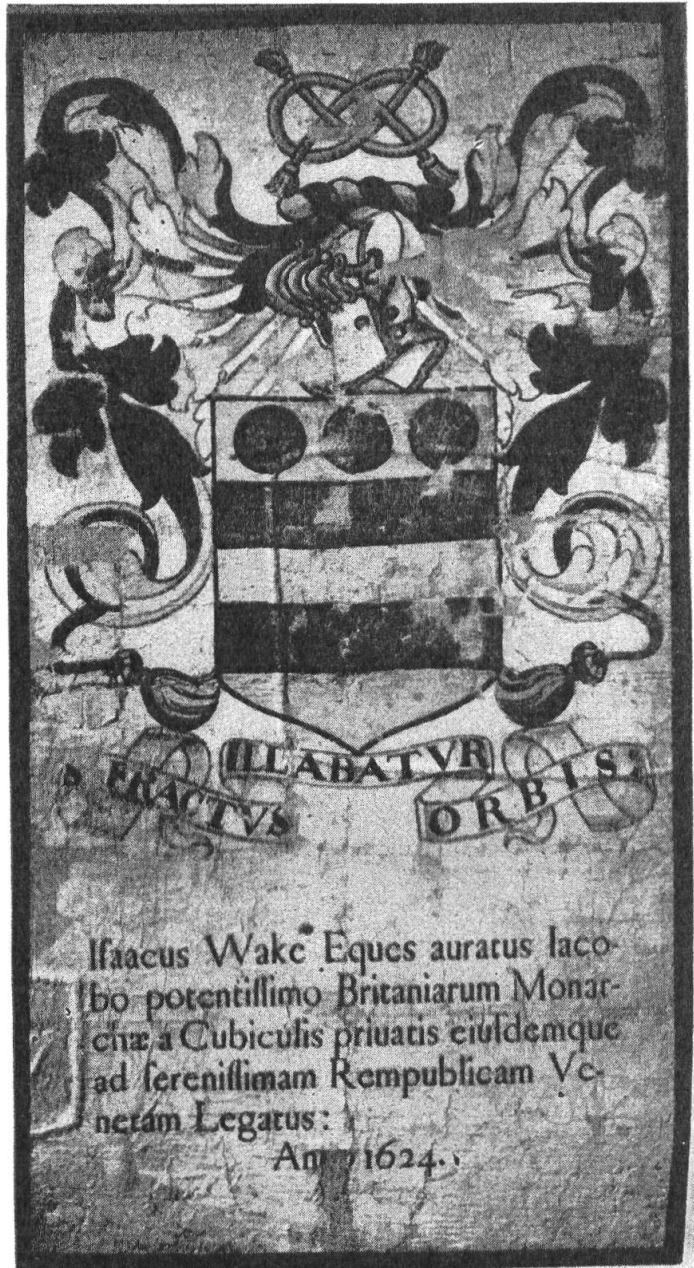 S FRACTVS ILLABATVR ORBIS:
Iſaacus Wake Eques auratus Iaco-
bo potentiſſimo Britaniarum Monar-
chæ a Cubiculis priuatis eiuſdemque
ad ſereniſſimam Rempublicam Ve-
netam Legatus:
1624.